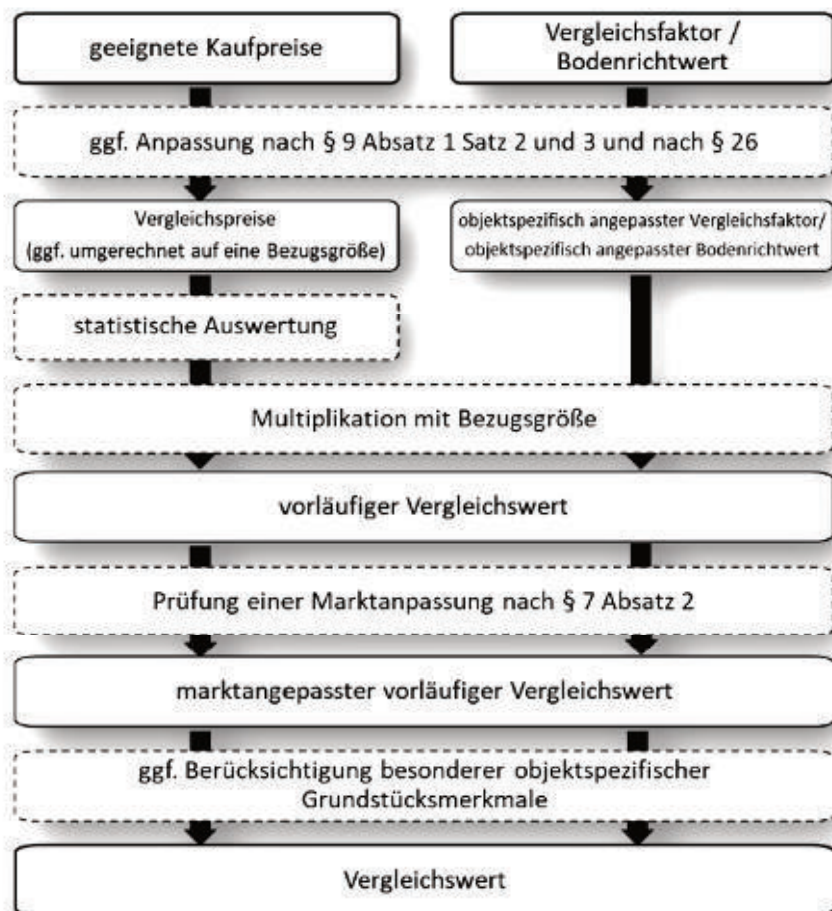 geeignete Kaufpreise
Vergleichsfaktor /
Bodenrichtwert
ggf. Anpassung nach § 9 Absatz 1 Satz 2 und 3 und nach § 26
Vergleichspreise
(ggf. umgerechnet auf eine Bezugsgröße)
objektspezifisch angepasster Vergleichsfaktor/
objektspezifisch angepasster Bodenrichtwert
statistische Auswertung
Multiplikation mit Bezugsgröße
vorläufiger Vergleichswert
Prüfung einer Marktanpassung nach § 7 Absatz 2
marktangepasster vorläufiger Vergleichswert
ggf. Berücksichtigung besonderer objektspezifischer
Grundstücksmerkmale
Vergleichswert